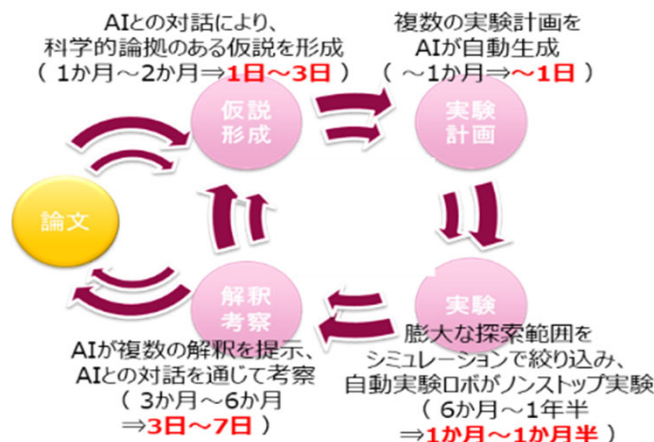 AIとの対話により、
科学的論拠のある仮説を形成
（ 1か月～2か月⇒1日～3日 ）
複数の実験計画を
AIが自動生成
（ ～1か月⇒～1日 ）
仮説
形成
実験
計画
論文
解釈
考察
実験
AIが複数の解釈を提示、
AIとの対話を通じて考察
（ 3か月～6か月
⇒3日～7日 ）
膨大な探索範囲を
シミュレーションで絞り込み、
自動実験ロボがノンストップ実験
（ 6か月～1年半
⇒1か月～1か月半 ）